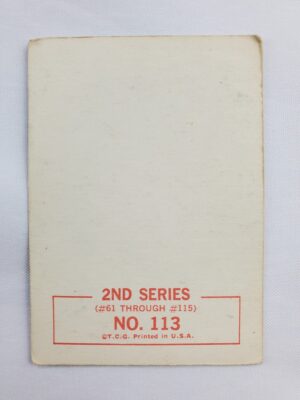 2ND SERIES
(#61 THROUGH #115)
NO. 113
©T.C.G. Printed in U.S.A.